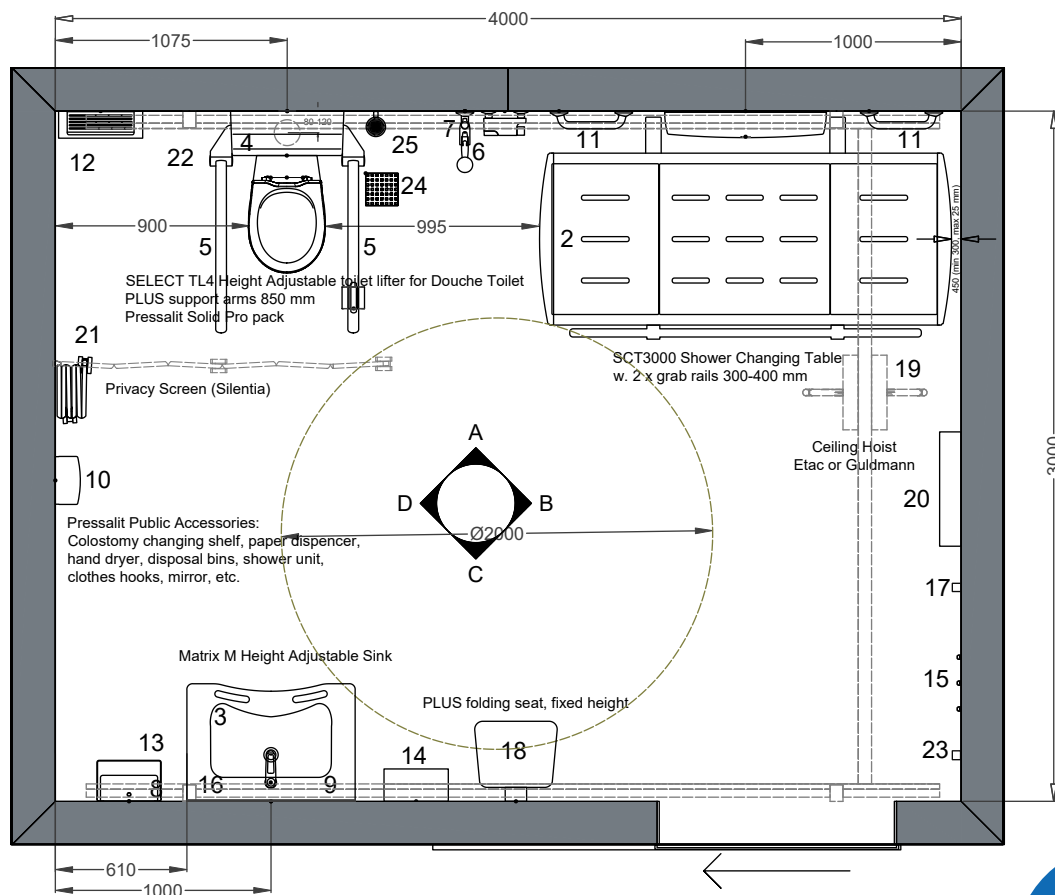 4000
1075
1000
80-120
12
22
4
25
7
6
11
11
24
900
5
5
995
2
450 (min 300, max 25 mm)
SELECT TL4 Height Adjustable toilet lifter for Douche Toilet
PLUS support arms 850 mm
Pressalit Solid Pro pack
21
Privacy Screen (Silentia)
SCT3000 Shower Changing Table
w. 2 x grab rails 300-400 mm
19
Ceiling Hoist
Etac or Guldmann
3000
10
A
D
B
C
Ø2000
20
Pressalit Public Accessories:
Colostomy changing shelf, paper dispencer,
hand dryer, disposal bins, shower unit,
clothes hooks, mirror, etc.
17
Matrix M Height Adjustable Sink
15
PLUS folding seat, fixed height
3
13
14
18
23
8
16
9
610
1000